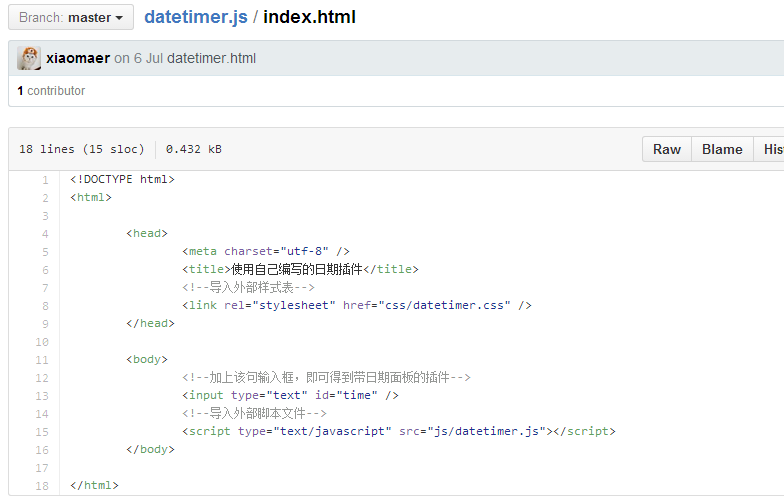 Branch: master datetimer.js / index.html
xiaomaer on 6 Jul datetimer.html
1 contributor
18 lines (15 sloc) 0.432 kB Raw Blame His
1 <!DOCTYPE html>
2 <html>
3
4 <head>
5 <meta charset="utf-8" />
6 <title>使用自己编写的日期插件</title>
7 <!--导入外部样式表-->
8 <link rel="stylesheet" href="css/datetimer.css" />
9 </head>
10
11 <body>
12 <!--加上该句输入框，即可得到带日期面板的插件-->
13 <input type="text" id="time" />
14 <!--导入外部脚本文件-->
15 <script type="text/javascript" src="js/datetimer.js"></script>
16 </body>
17
18 </html>